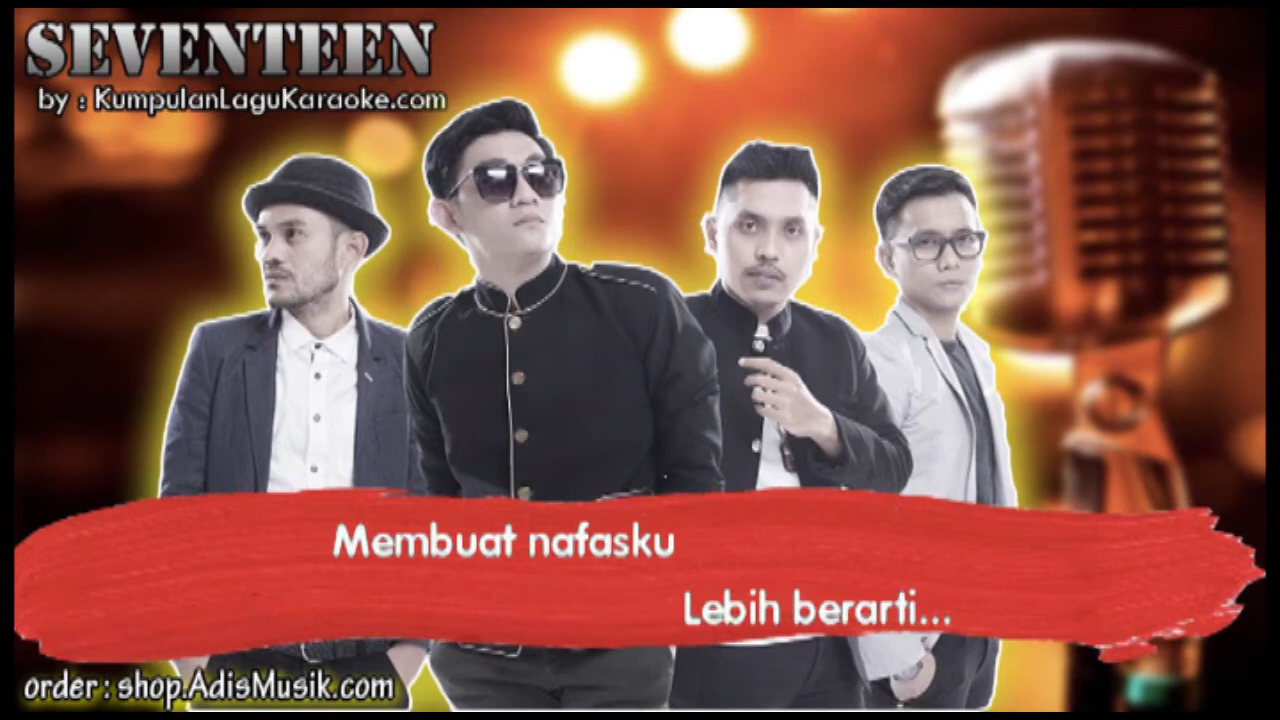 SEVENTEEN
by : KumpulanLaguKaraoke.com
Membuat nafasku
Lebih berarti...
order : shop.AdisMusik.com